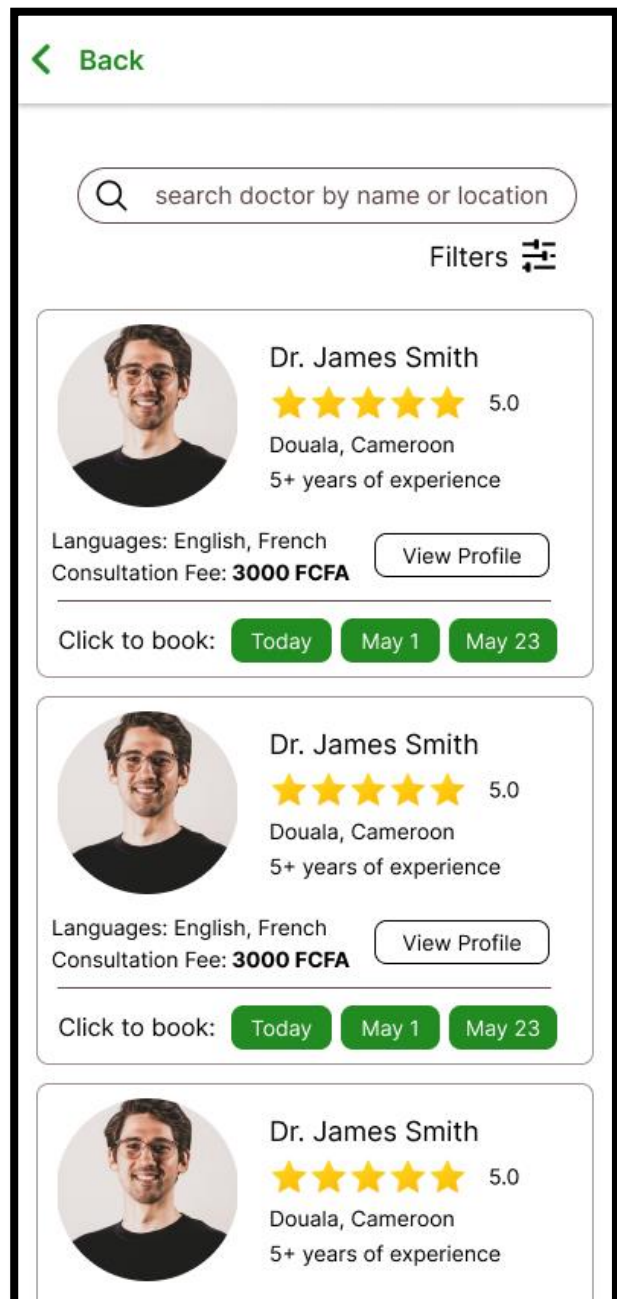 Back
search doctor by name or location
Filters
Dr. James Smith
5.0
Douala, Cameroon
5+ years of experience
Languages: English, French
View Profile
Consultation Fee: 3000 FCFA
Click to book: Today May 1 May 23
Dr. James Smith
5.0
Douala, Cameroon
5+ years of experience
Languages: English, French
View Profile
Consultation Fee: 3000 FCFA
Click to book: Today May 1 May 23
Dr. James Smith
5.0
Douala, Cameroon
5+ years of experience